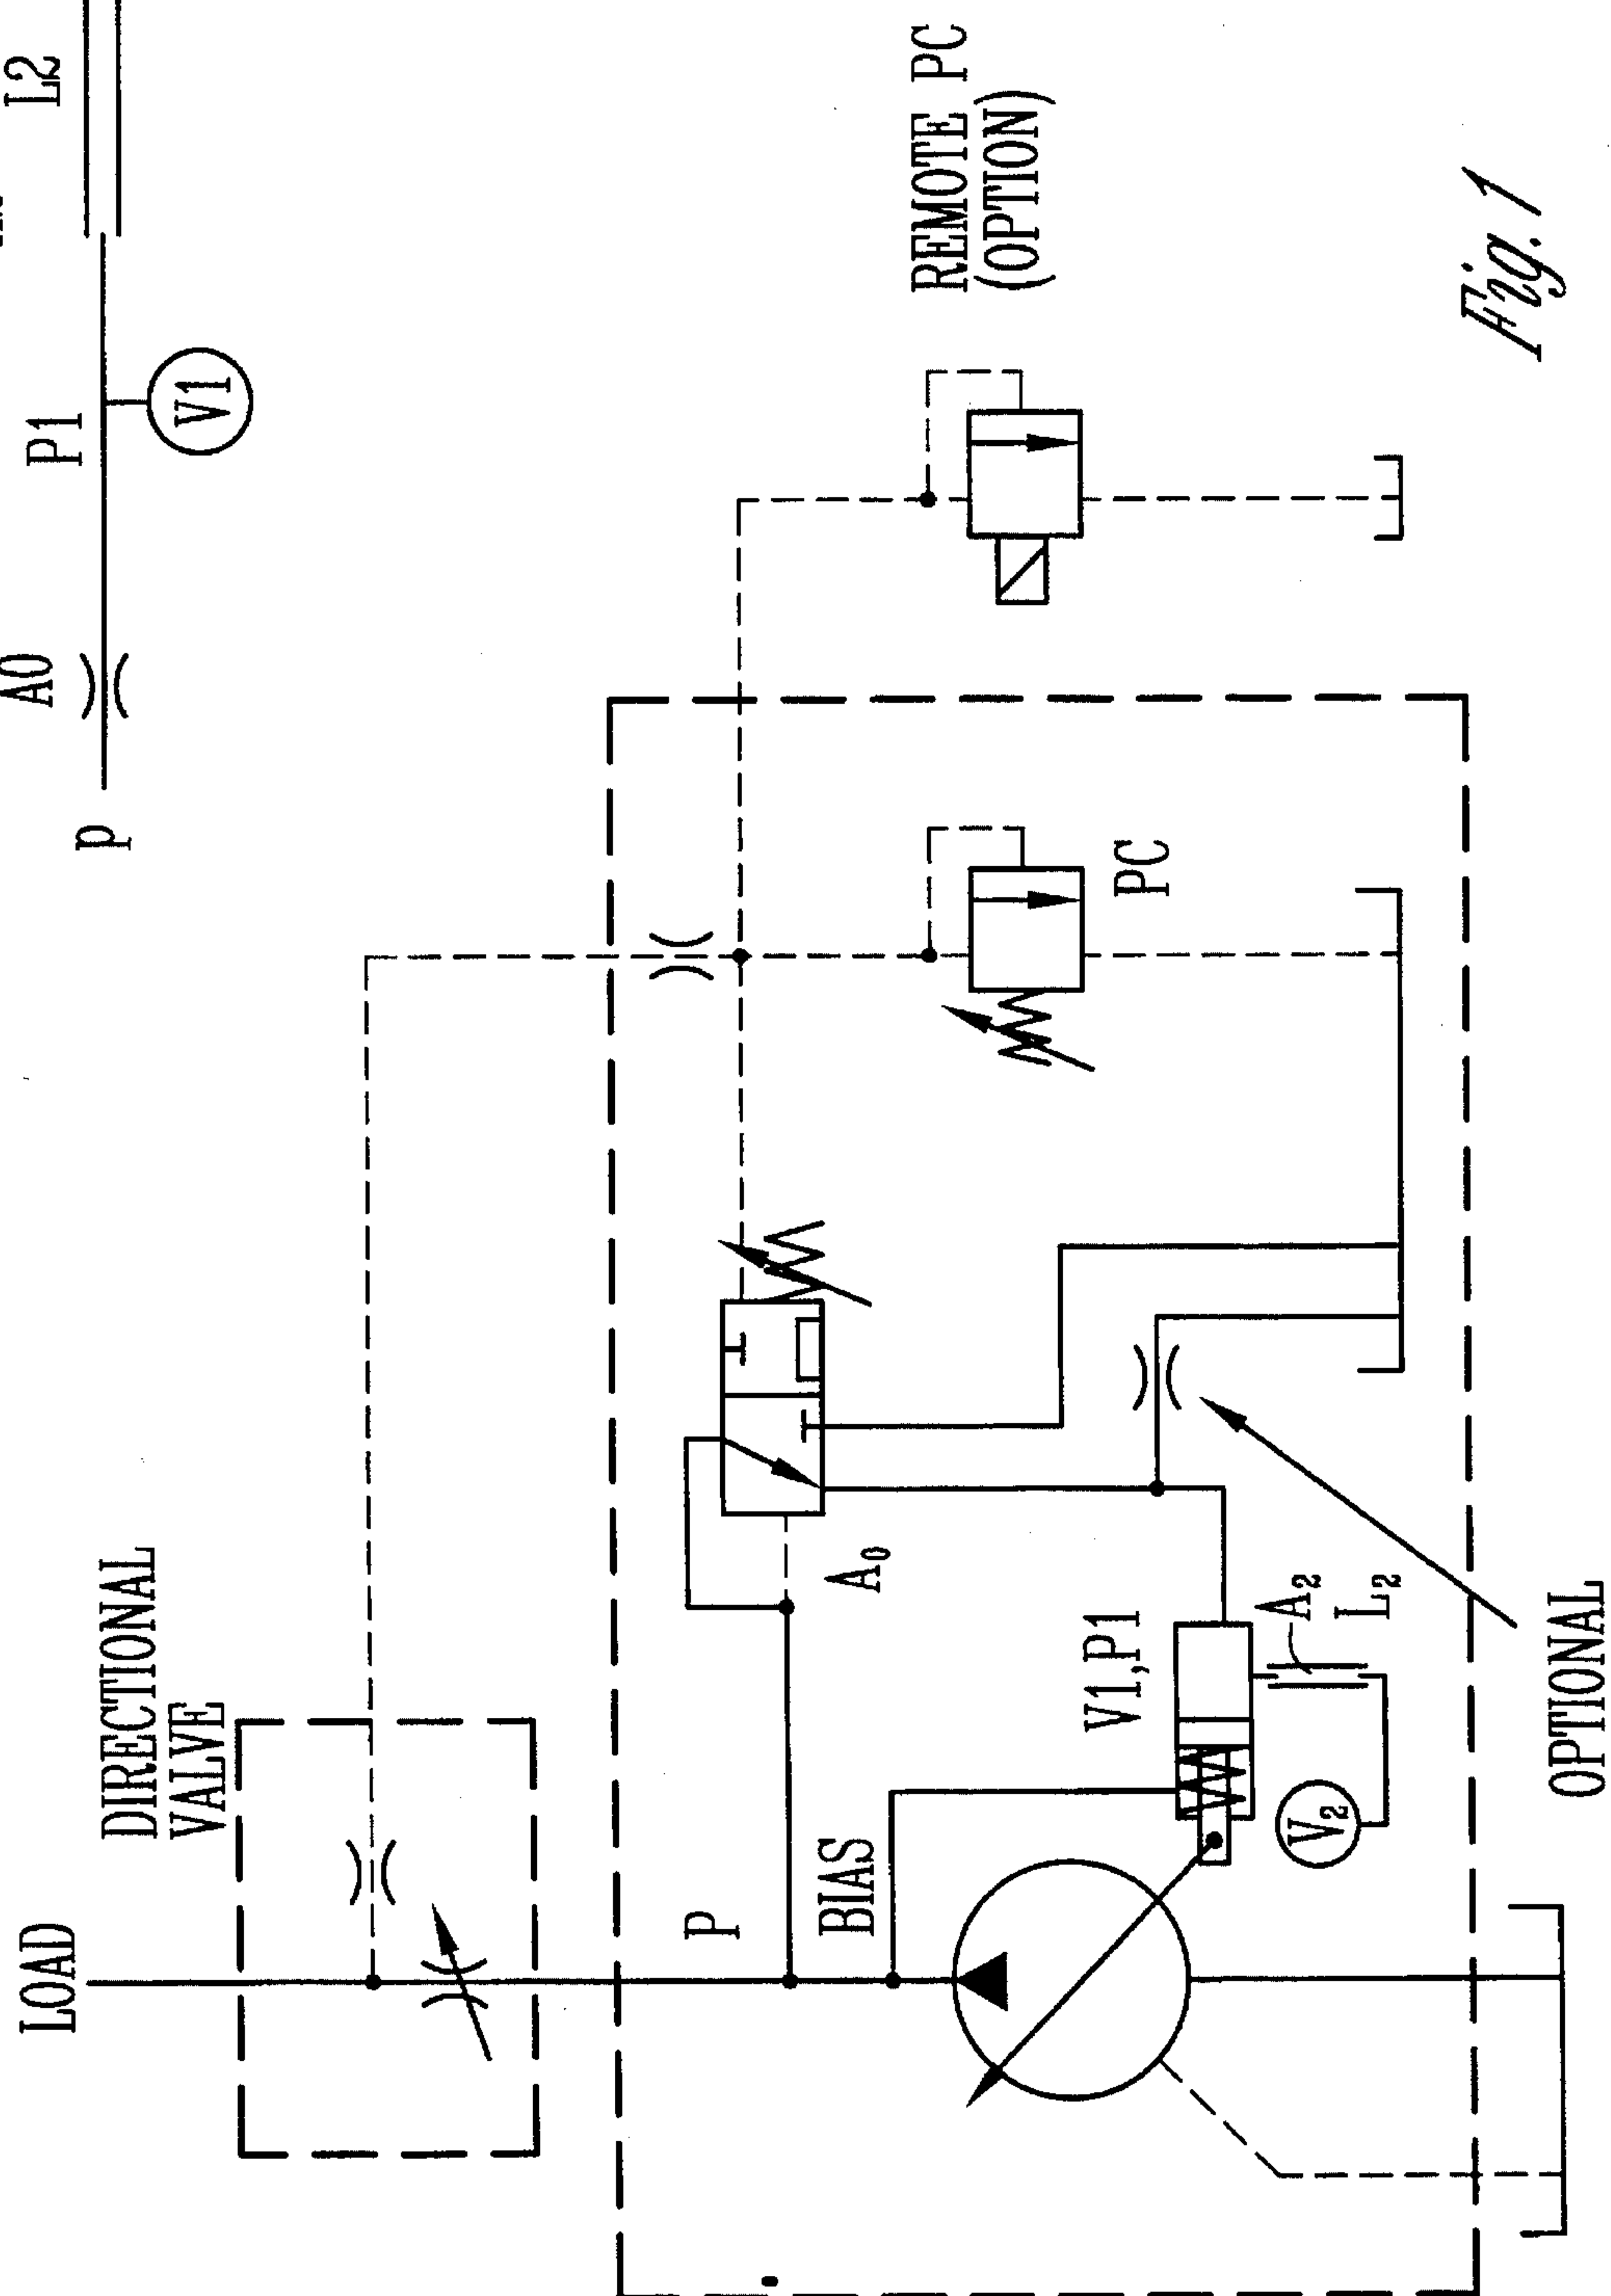 p
A0
P1
V1
L2
LOAD
DIRECTIONAL
VALVE
P
BIAS
A₀
V1,P1
A₂
L₂
V₂
OPTIONAL
PC
REMOTE PC
(OPTION)
Fig. 1